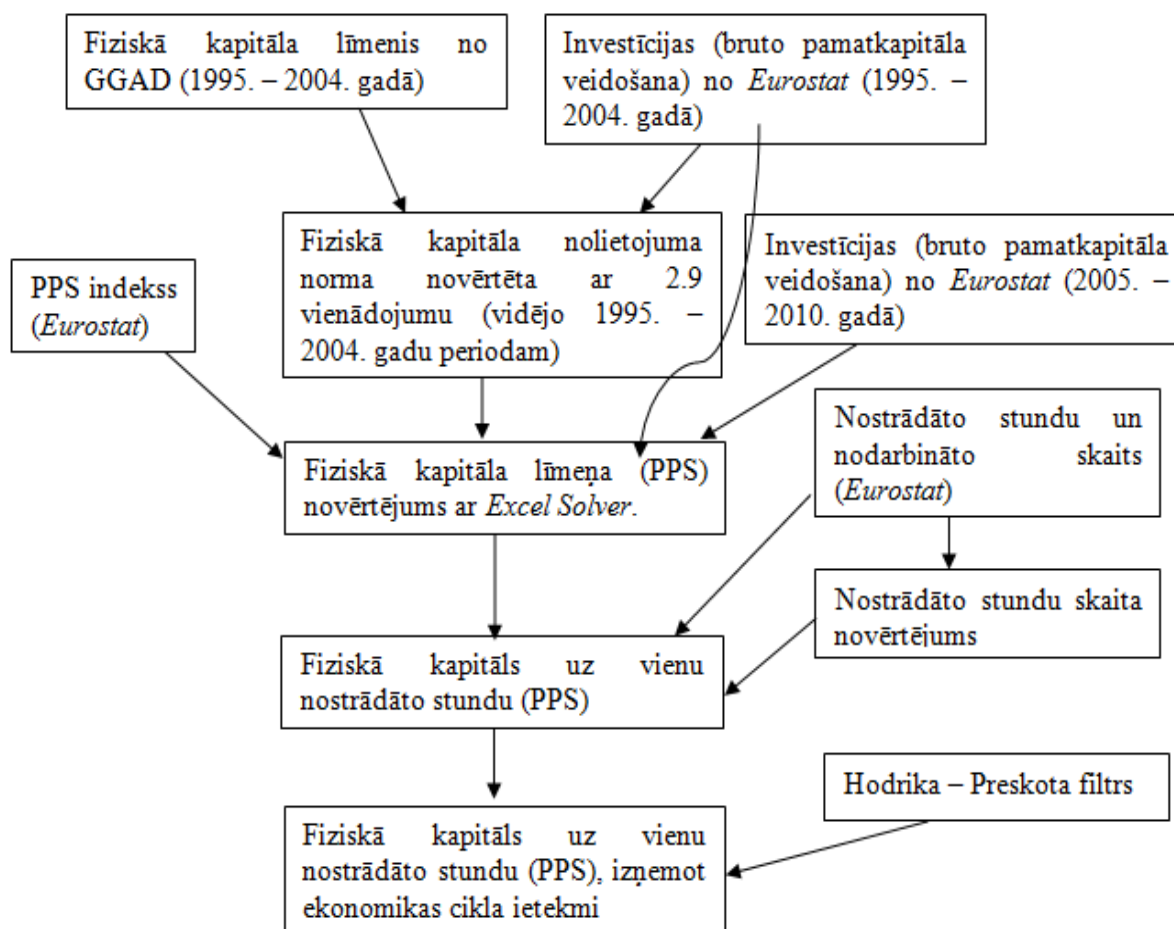 Fiziskā kapitāla līmenis no
GGAD (1995. – 2004. gadā)
Investīcijas (bruto pamatkapitāla
veidošana) no Eurostat (1995. –
2004. gadā)
Fiziskā kapitāla nolietojuma
norma novērtēta ar 2.9
vienādojumu (vidējo 1995. –
2004. gadu periodam)
Investīcijas (bruto pamatkapitāla
veidošana) no Eurostat (2005. –
2010. gadā)
PPS indekss
(Eurostat)
Nostrādāto stundu un
nodarbināto skaits
(Eurostat)
Fiziskā kapitāla līmeņa (PPS)
novērtējums ar Excel Solver.
Nostrādāto stundu skaita
novērtējums
Fiziskā kapitāls uz vienu
nostrādāto stundu (PPS)
Hodrika – Preskota filtrs
Fiziskā kapitāls uz vienu
nostrādāto stundu (PPS), izņemot
ekonomikas cikla ietekmi